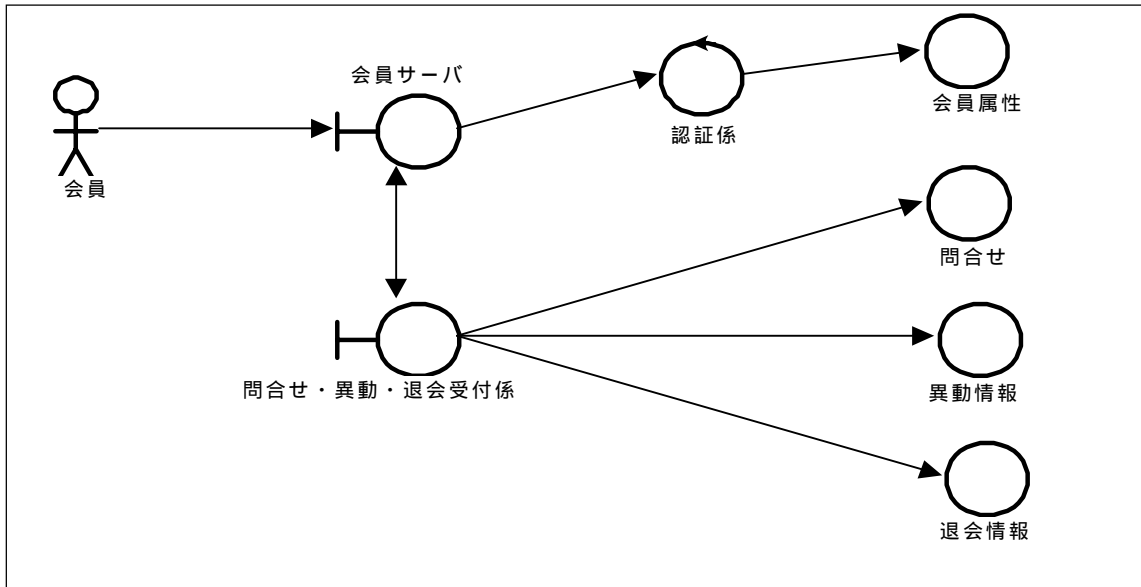 会員サーバ
会員属性
認証係
会員
問合せ
問合せ・異動・退会受付係
異動情報
退会情報